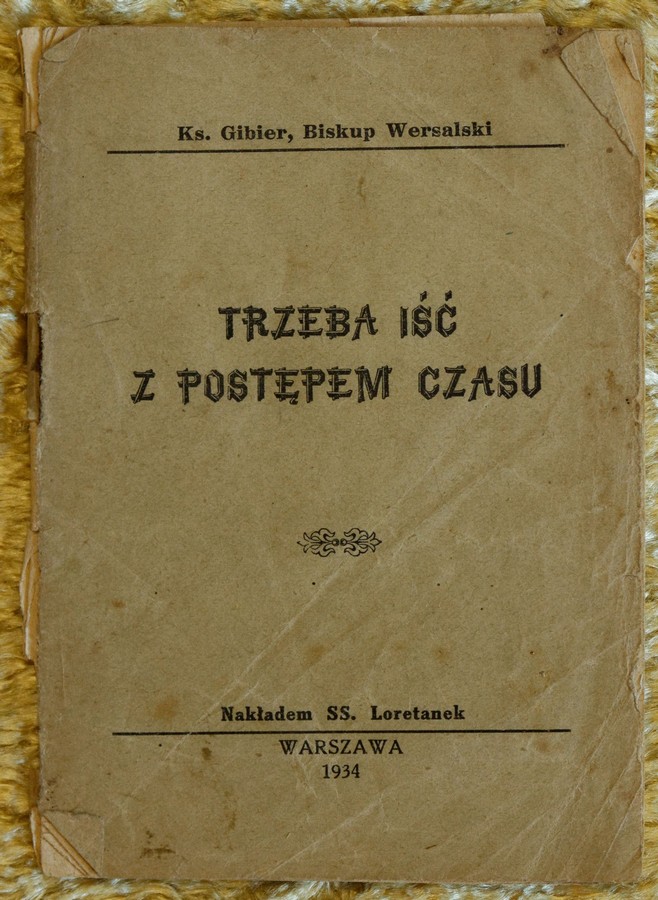 Ks. Gibier, Biskup Wersalski
TRZEBA IŚĆ
Z POSTĘPEM CZASU
Nakładem SS. Loretanek
WARSZAWA
1934